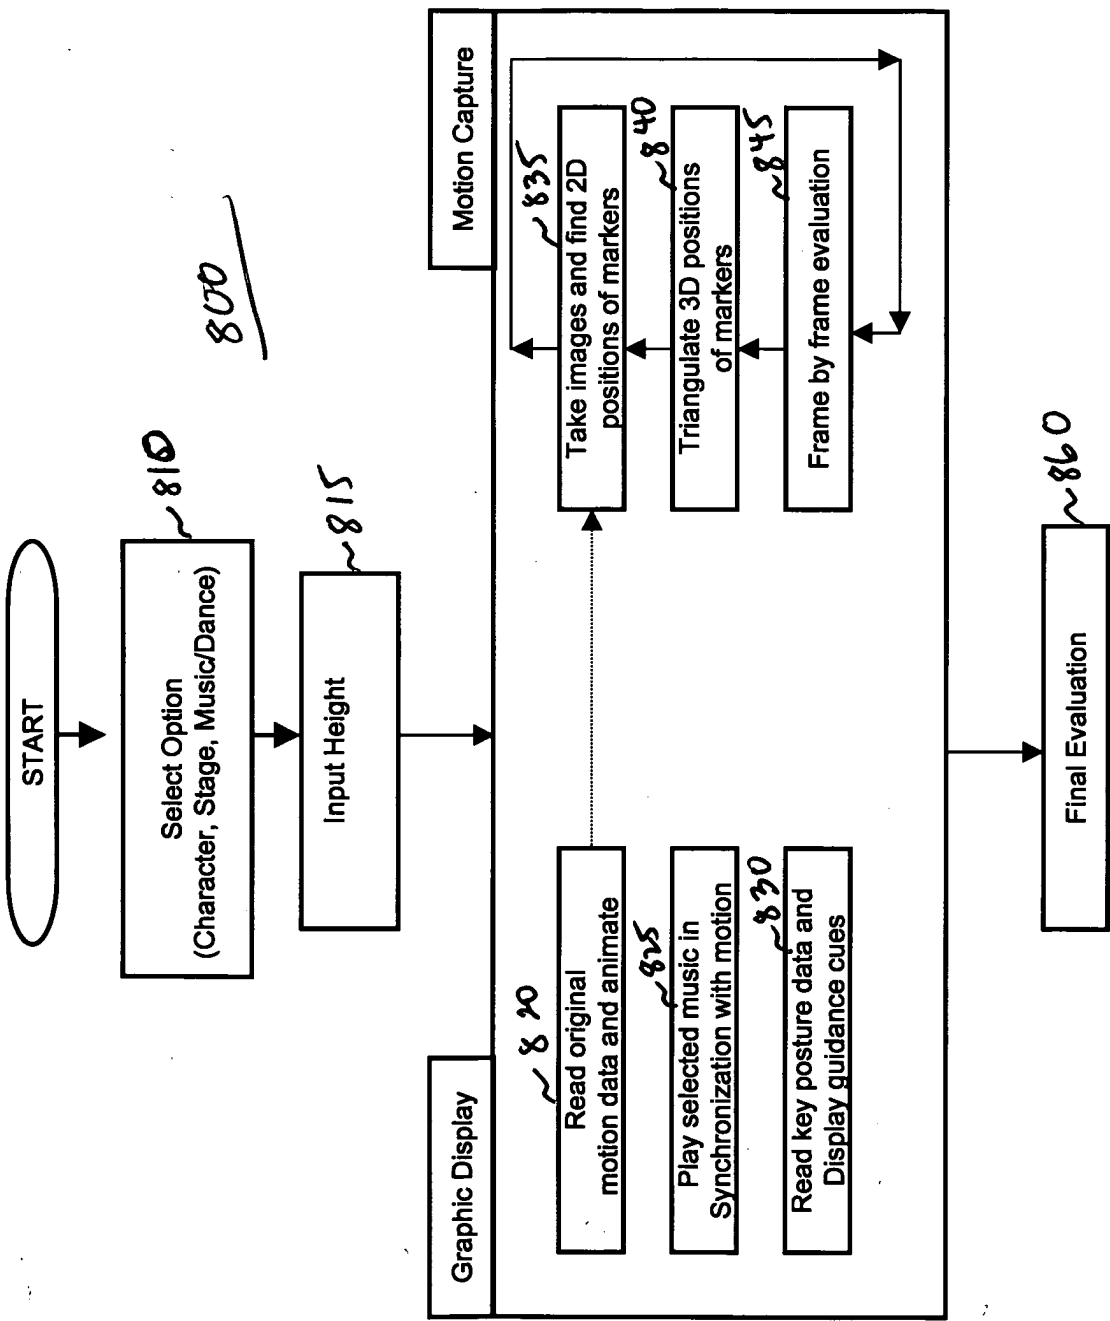 800
START
Select Option
(Character, Stage, Music/Dance)
~810
Input Height
~815
Graphic Display
Motion Capture
~820
Read original
motion data and animate
~835
Take images and find 2D
positions of markers
~825
Play selected music in
Synchronization with motion
~840
Triangulate 3D positions
of markers
~830
Read key posture data and
Display guidance cues
~845
Frame by frame evaluation
Final Evaluation
~860